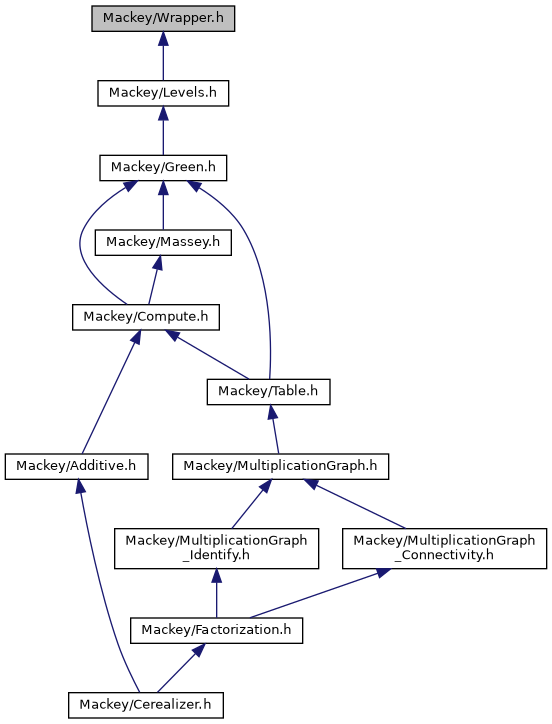 Mackey/Wrapper.h
Mackey/Levels.h
Mackey/Green.h
Mackey/Massey.h
Mackey/Compute.h
Mackey/Table.h
Mackey/Additive.h
Mackey/MultiplicationGraph.h
Mackey/MultiplicationGraph
_Identify.h
Mackey/MultiplicationGraph
_Connectivity.h
Mackey/Factorization.h
Mackey/Cerealizer.h